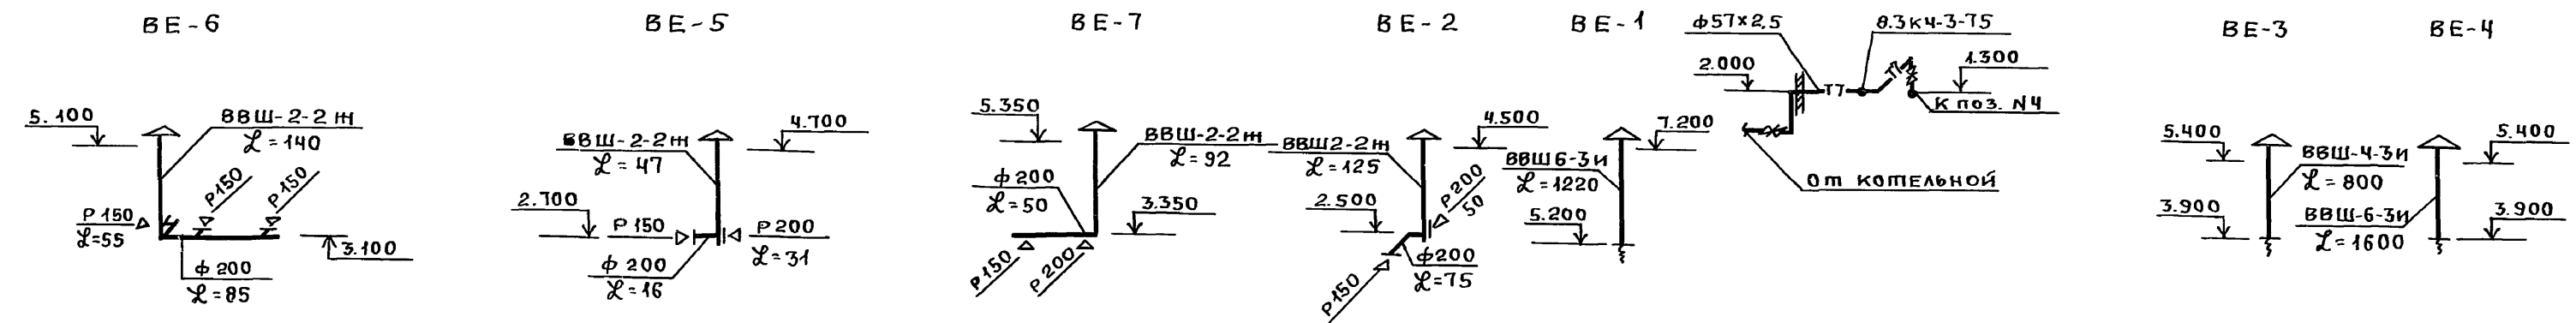 ВЕ-6
5.100
ВВШ-2-2ж
L=140
Р150
Р150
Р150
L=55
3.100
ф200
L=85
ВЕ-5
ВВШ-2-2ж
L=47
4.700
2.700
Р150
Р200
L=31
ф200
L=16
ВЕ-7
5.350
ВВШ-2-2ж
L=92
ф200
L=50
3.350
Р150
Р200
ВЕ-2
4.500
ВВШ2-2ж
L=125
Р200
50
2.500
ф200
L=75
Р150
ВЕ-1
7.200
ВВШ6-3и
L=1220
5.200
ф57×2.5
8.3КЧ-3-75
2.000
Т7
Т7
1.300
К поз. N4
От котельной
ВЕ-3
5.400
ВВШ-4-3и
L=800
3.900
ВЕ-4
5.400
ВВШ-6-3и
L=1600
3.900